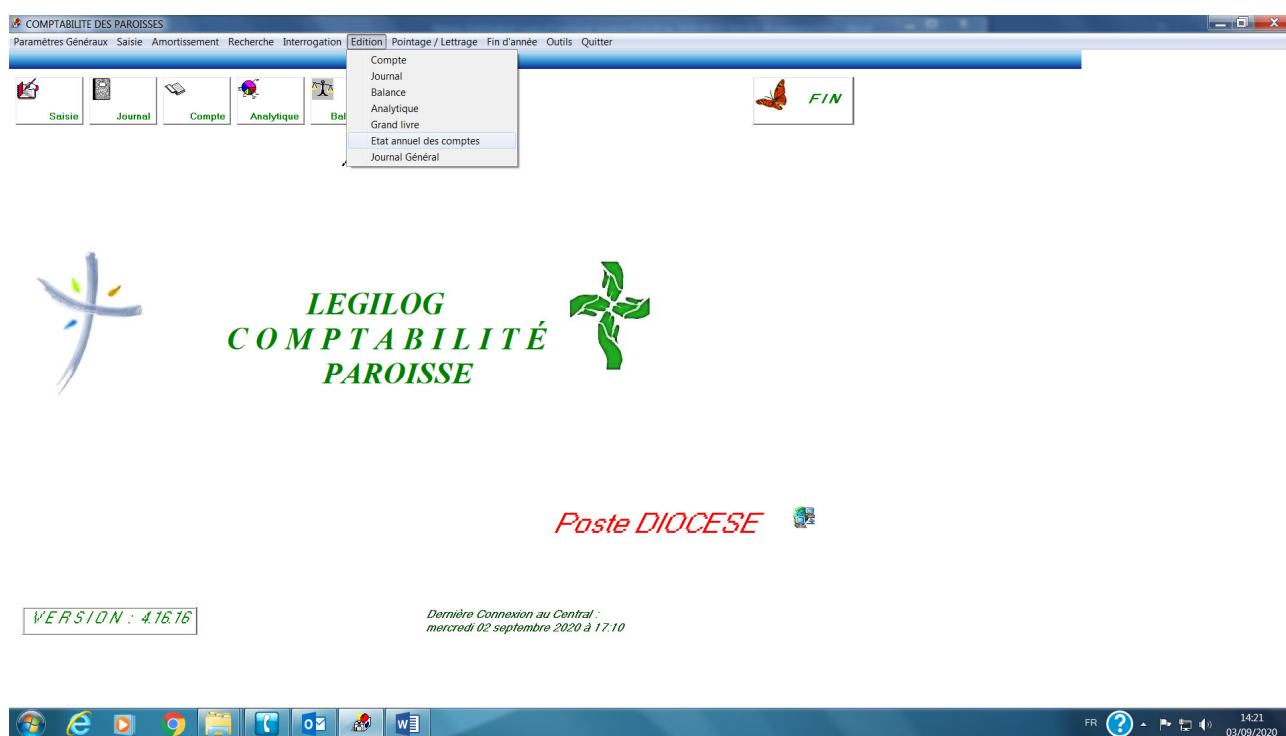 COMPTABILITE DES PAROISSES
Paramètres Généraux Saisie Amortissement Recherche Interrogation Edition Pointage / Lettrage Fin d'année Outils Quitter
Compte
Journal
Balance
Analytique
Grand livre
Etat annuel des comptes
Journal Général
Saisie Journal Compte Analytique Bal
FIN
LEGILOG
COMPTABILITÉ
PAROISSE
Poste DIOCESE
VERSION : 4.16.16
Dernière Connexion au Central :
mercredi 02 septembre 2020 à 17:10
FR
14:21
03/09/2020